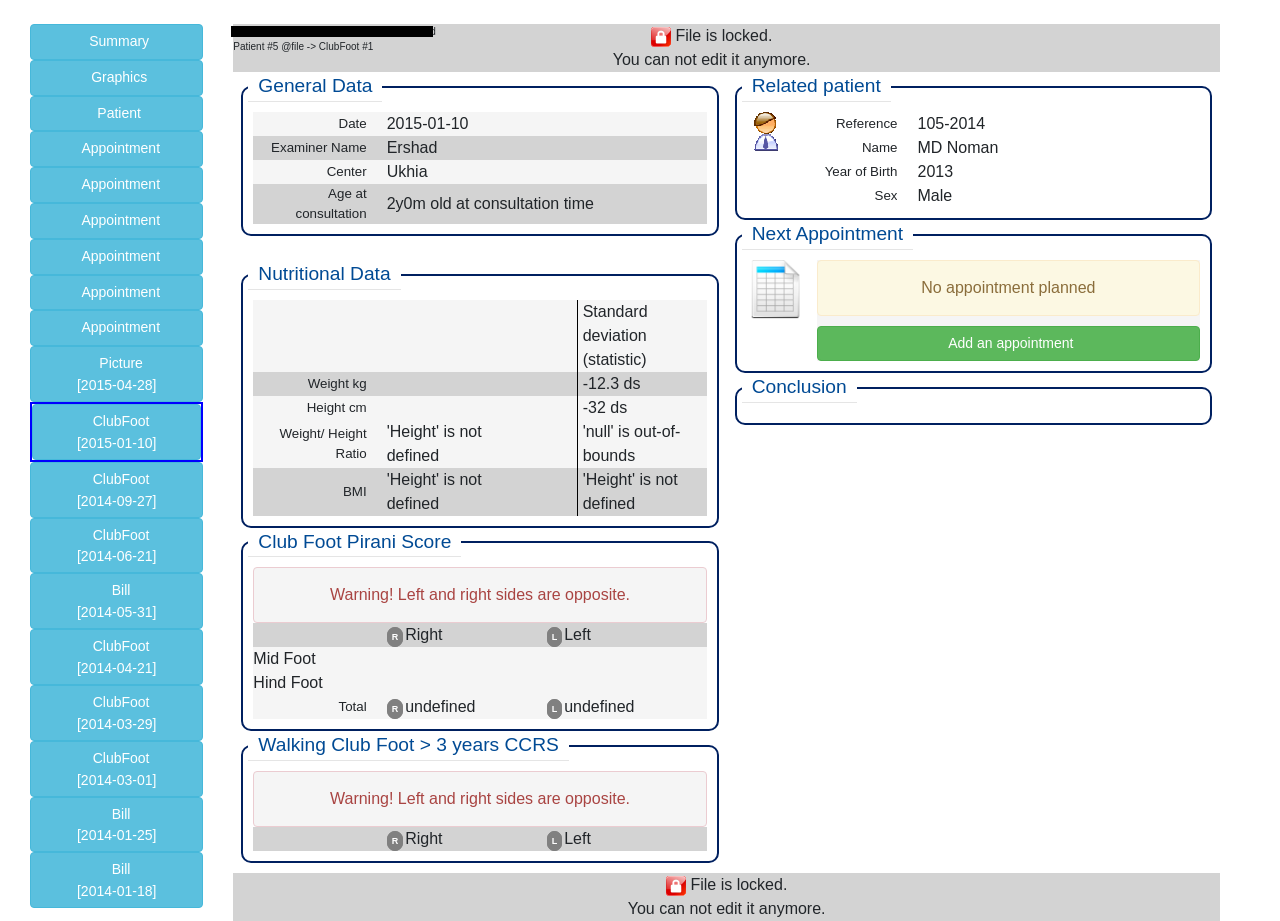 Summary
Graphics
Patient
Appointment
Appointment
Appointment
Appointment
Appointment
Appointment
Picture
[2015-04-28]
ClubFoot
[2015-01-10]
ClubFoot
[2014-09-27]
ClubFoot
[2014-06-21]
Bill
[2014-05-31]
ClubFoot
[2014-04-21]
ClubFoot
[2014-03-29]
ClubFoot
[2014-03-01]
Bill
[2014-01-25]
Bill
[2014-01-18]
Patient #5 @file -> ClubFoot #1
File is locked.
You can not edit it anymore.
General Data
Date 2015-01-10
Examiner Name Ershad
Center Ukhia
Age at
consultation
2y0m old at consultation time
Nutritional Data
Standard
deviation
(statistic)
Weight kg -12.3 ds
Height cm -32 ds
Weight/ Height
Ratio
'Height' is not
defined
'null' is out-of-
bounds
BMI
'Height' is not
defined
'Height' is not
defined
Club Foot Pirani Score
Warning! Left and right sides are opposite.
R Right L Left
Mid Foot
Hind Foot
Total R undefined L undefined
Walking Club Foot > 3 years CCRS
Warning! Left and right sides are opposite.
R Right L Left
Related patient
Reference 105-2014
Name MD Noman
Year of Birth 2013
Sex Male
Next Appointment
No appointment planned
Add an appointment
Conclusion
File is locked.
You can not edit it anymore.